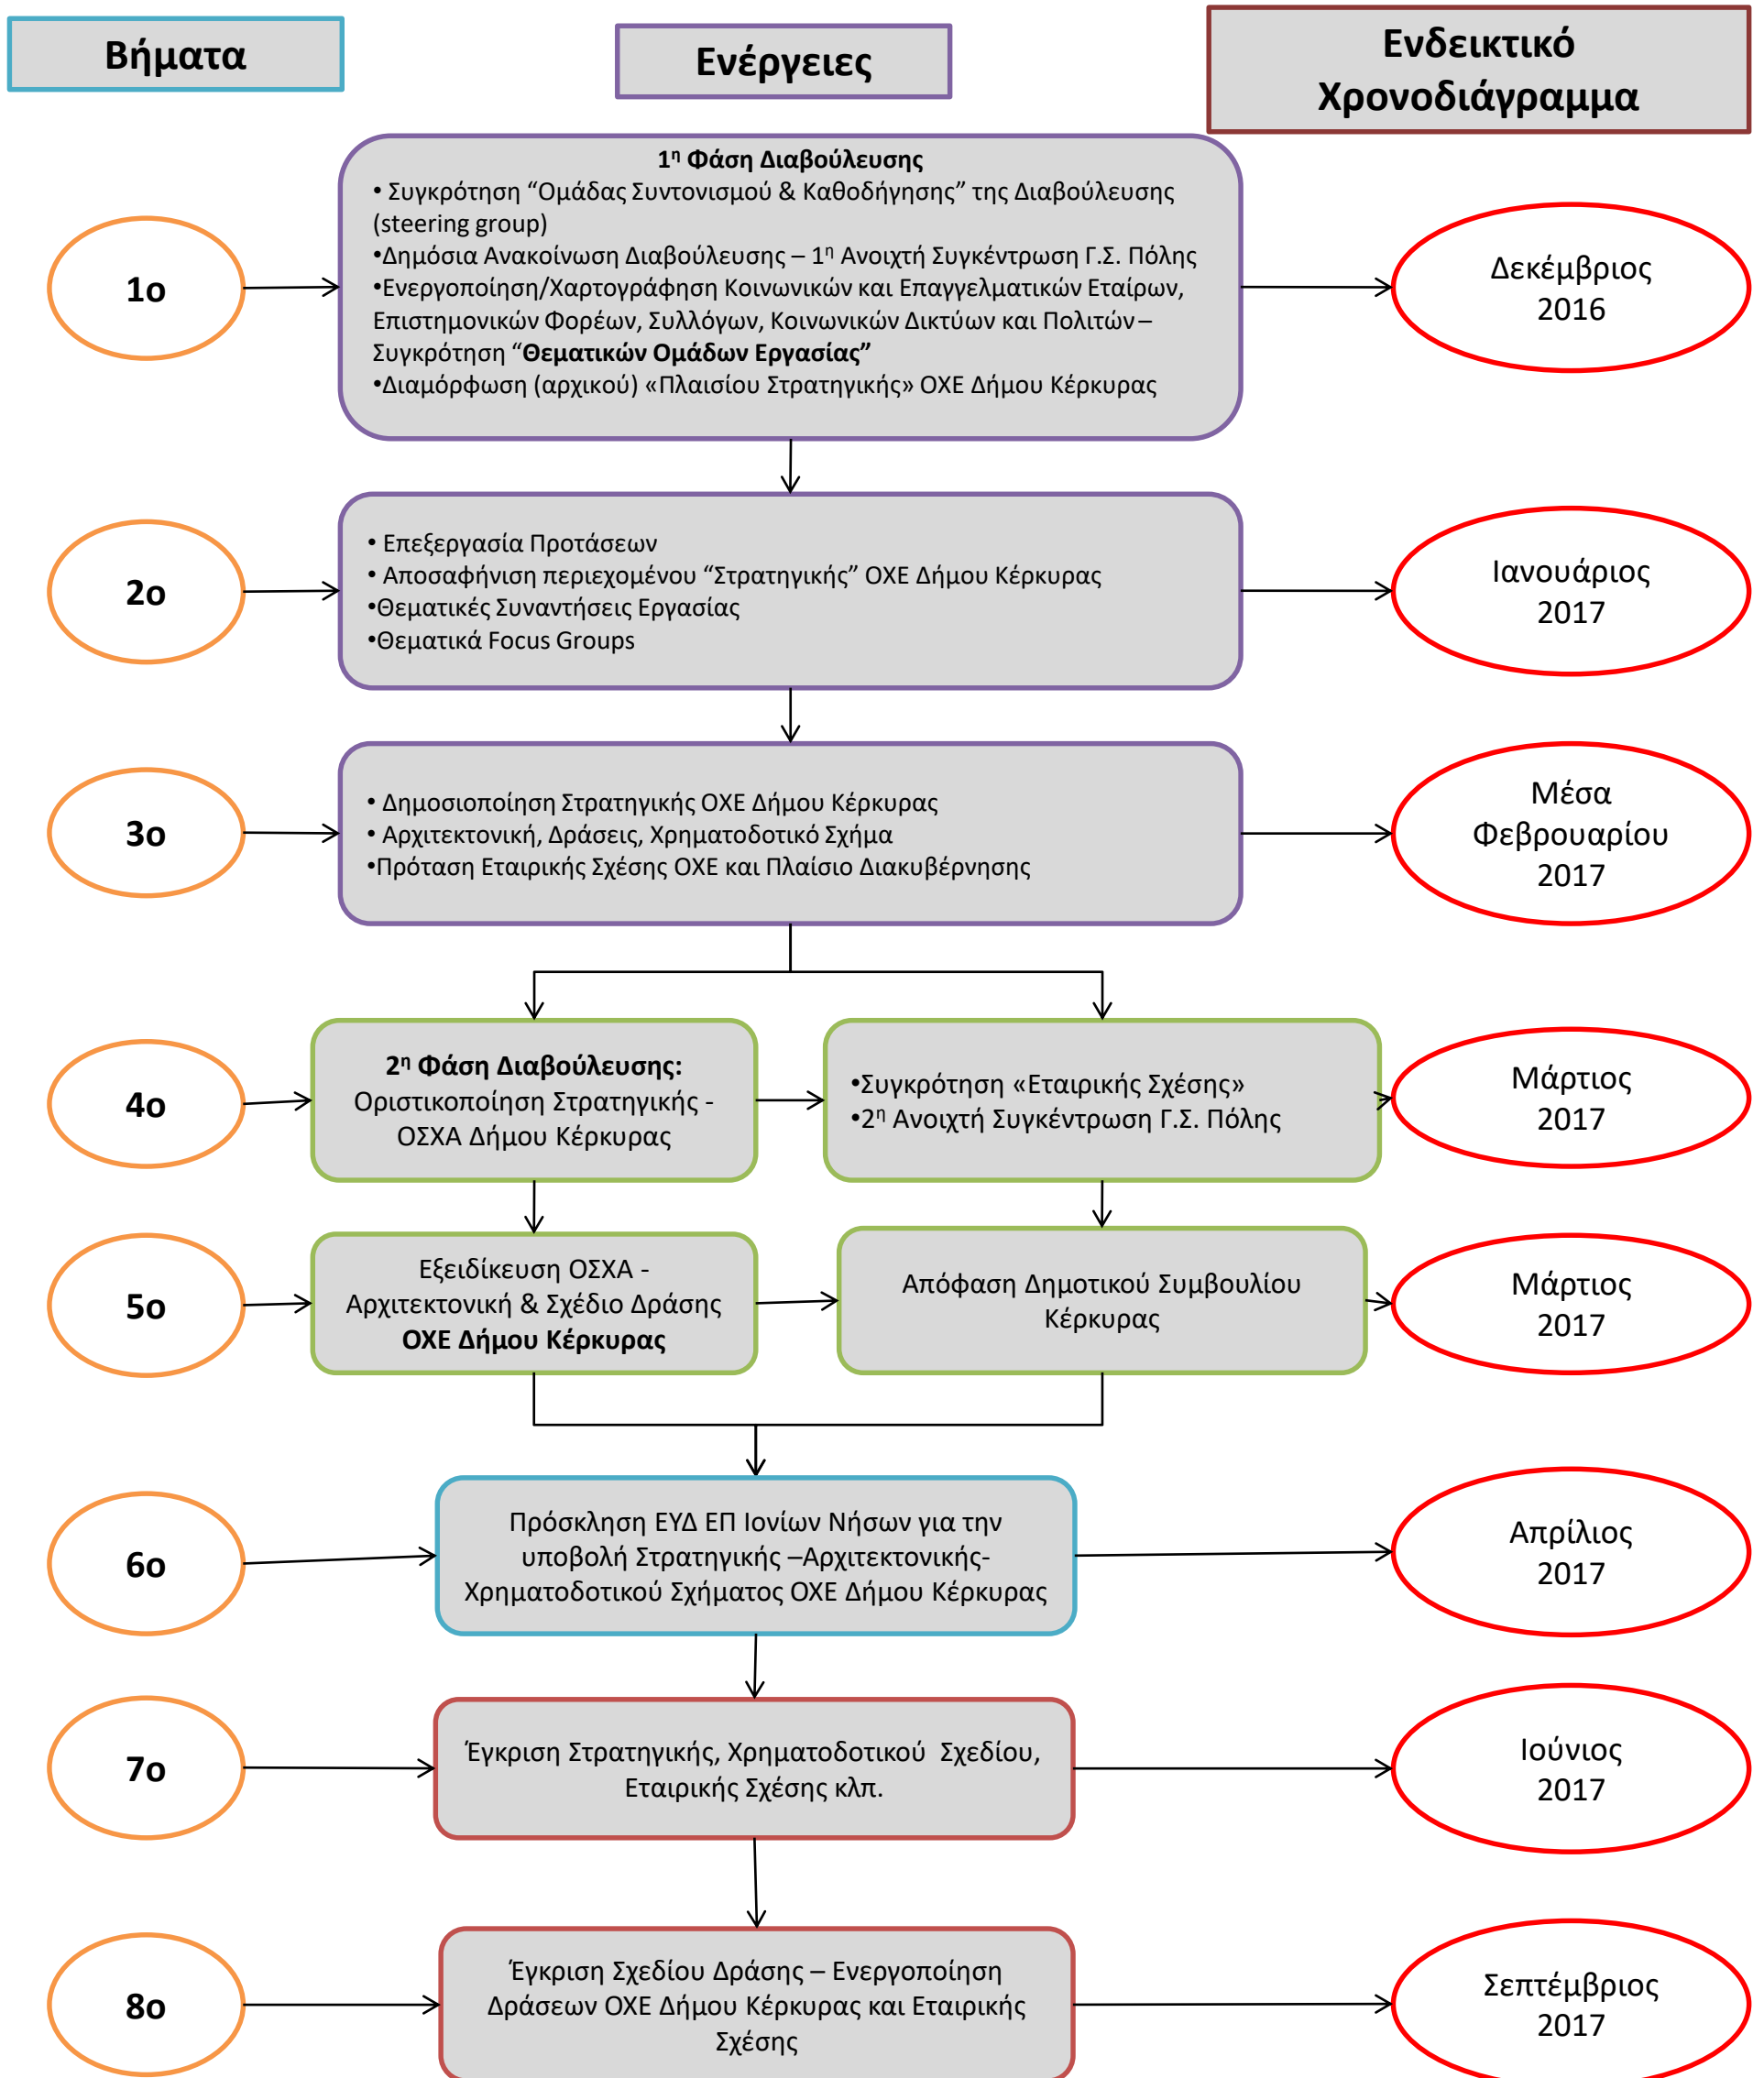 Βήματα
Ενέργειες
Ενδεικτικό
Χρονοδιάγραμμα
1ο
1η Φάση Διαβούλευσης
• Συγκρότηση “Ομάδας Συντονισμού & Καθοδήγησης” της Διαβούλευσης
(steering group)
•Δημόσια Ανακοίνωση Διαβούλευσης – 1η Ανοιχτή Συγκέντρωση Γ.Σ. Πόλης
•Ενεργοποίηση/Χαρτογράφηση Κοινωνικών και Επαγγελματικών Εταίρων,
Επιστημονικών Φορέων, Συλλόγων, Κοινωνικών Δικτύων και Πολιτών –
Συγκρότηση “Θεματικών Ομάδων Εργασίας”
•Διαμόρφωση (αρχικού) «Πλαισίου Στρατηγικής» ΟΧΕ Δήμου Κέρκυρας
Δεκέμβριος
2016
2ο
• Επεξεργασία Προτάσεων
• Αποσαφήνιση περιεχομένου “Στρατηγικής” ΟΧΕ Δήμου Κέρκυρας
•Θεματικές Συναντήσεις Εργασίας
•Θεματικά Focus Groups
Ιανουάριος
2017
3ο
• Δημοσιοποίηση Στρατηγικής ΟΧΕ Δήμου Κέρκυρας
• Αρχιτεκτονική, Δράσεις, Χρηματοδοτικό Σχήμα
•Πρόταση Εταιρικής Σχέσης ΟΧΕ και Πλαίσιο Διακυβέρνησης
Μέσα
Φεβρουαρίου
2017
4ο
2η Φάση Διαβούλευσης:
Οριστικοποίηση Στρατηγικής -
ΟΣΧΑ Δήμου Κέρκυρας
•Συγκρότηση «Εταιρικής Σχέσης»
•2η Ανοιχτή Συγκέντρωση Γ.Σ. Πόλης
Μάρτιος
2017
5ο
Εξειδίκευση ΟΣΧΑ -
Αρχιτεκτονική & Σχέδιο Δράσης
ΟΧΕ Δήμου Κέρκυρας
Απόφαση Δημοτικού Συμβουλίου
Κέρκυρας
Μάρτιος
2017
6ο
Πρόσκληση ΕΥΔ ΕΠ Ιονίων Νήσων για την
υποβολή Στρατηγικής –Αρχιτεκτονικής-
Χρηματοδοτικού Σχήματος ΟΧΕ Δήμου Κέρκυρας
Απρίλιος
2017
7ο
Έγκριση Στρατηγικής, Χρηματοδοτικού Σχεδίου,
Εταιρικής Σχέσης κλπ.
Ιούνιος
2017
8ο
Έγκριση Σχεδίου Δράσης – Ενεργοποίηση
Δράσεων ΟΧΕ Δήμου Κέρκυρας και Εταιρικής
Σχέσης
Σεπτέμβριος
2017